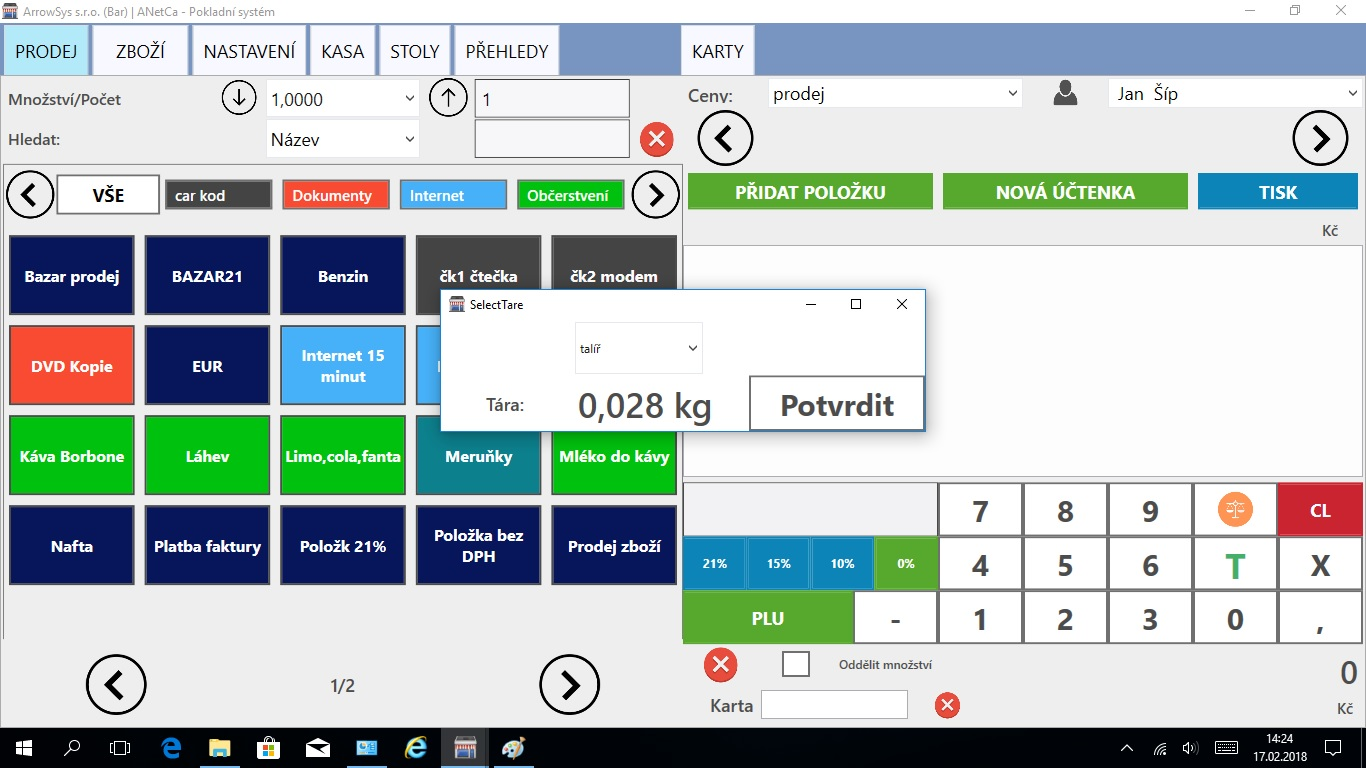 ArrowSys s.r.o. (Bar) | ANetCa - Pokladní systém
PRODEJ
ZBOŽÍ
NASTAVENÍ
KASA
STOLY
PŘEHLEDY
KARTY
Množství/Počet
1,0000
1
Ceny:
prodej
Jan Šíp
Hledat:
Název
VŠE
car kod
Dokumenty
Internet
Občerstvení
PŘIDAT POLOŽKU
NOVÁ ÚČTENKA
TISK
Kč
Bazar prodej
BAZAR21
Benzin
čk1 čtečka
čk2 modem
SelectTare
talíř
Tára:
0,028 kg
Potvrdit
DVD Kopie
EUR
Internet 15
minut
Káva Borbone
Láhev
Limo,cola,fanta
Meruňky
Mléko do kávy
Nafta
Platba faktury
Položk 21%
Položka bez
DPH
Prodej zboží
7
8
9
CL
21%
15%
10%
0%
4
5
6
T
X
PLU
-
1
2
3
0
,
Oddělit množství
0
Karta
Kč
1/2
14:24
17.02.2018